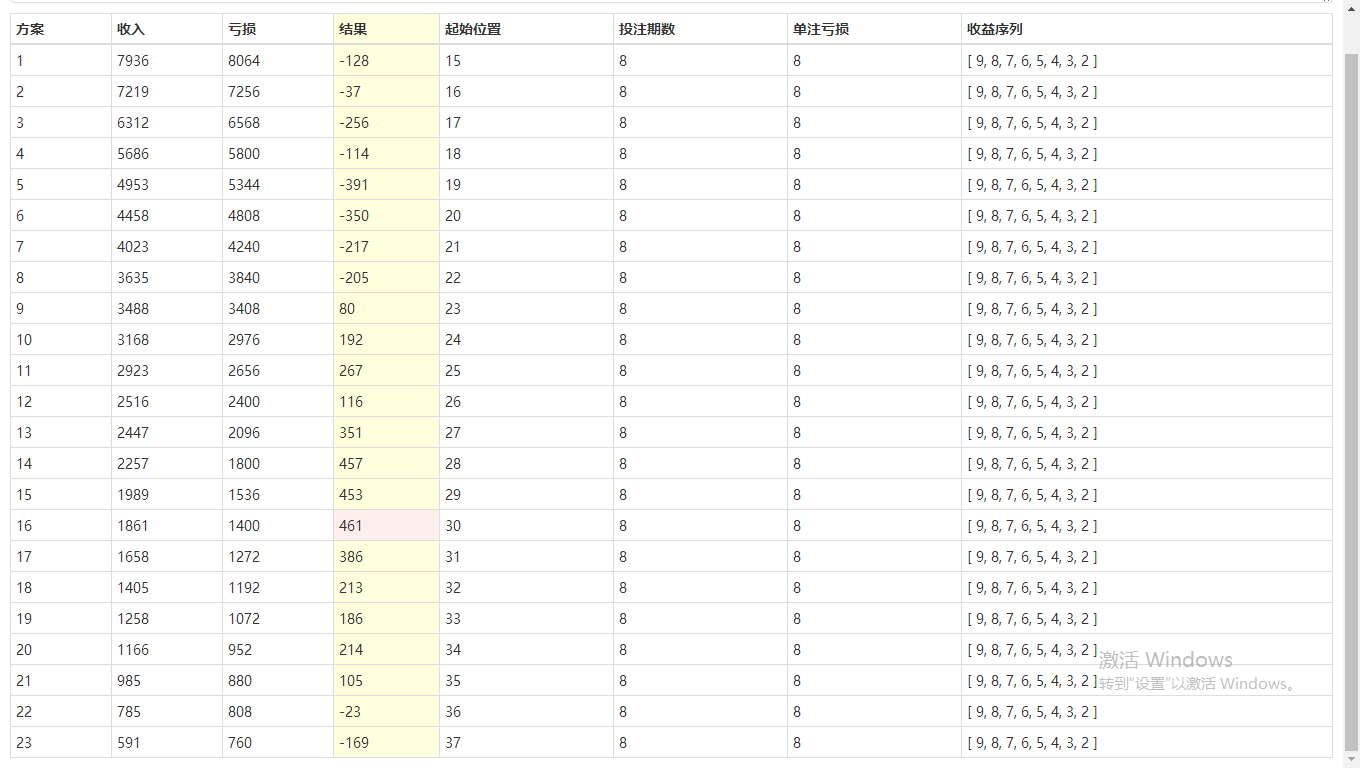 方案 收入 亏损 结果 起始位置 投注期数 单注亏损 收益序列
1 7936 8064 -128 15 8 8 [ 9, 8, 7, 6, 5, 4, 3, 2 ]
2 7219 7256 -37 16 8 8 [ 9, 8, 7, 6, 5, 4, 3, 2 ]
3 6312 6568 -256 17 8 8 [ 9, 8, 7, 6, 5, 4, 3, 2 ]
4 5686 5800 -114 18 8 8 [ 9, 8, 7, 6, 5, 4, 3, 2 ]
5 4953 5344 -391 19 8 8 [ 9, 8, 7, 6, 5, 4, 3, 2 ]
6 4458 4808 -350 20 8 8 [ 9, 8, 7, 6, 5, 4, 3, 2 ]
7 4023 4240 -217 21 8 8 [ 9, 8, 7, 6, 5, 4, 3, 2 ]
8 3635 3840 -205 22 8 8 [ 9, 8, 7, 6, 5, 4, 3, 2 ]
9 3488 3408 80 23 8 8 [ 9, 8, 7, 6, 5, 4, 3, 2 ]
10 3168 2976 192 24 8 8 [ 9, 8, 7, 6, 5, 4, 3, 2 ]
11 2923 2656 267 25 8 8 [ 9, 8, 7, 6, 5, 4, 3, 2 ]
12 2516 2400 116 26 8 8 [ 9, 8, 7, 6, 5, 4, 3, 2 ]
13 2447 2096 351 27 8 8 [ 9, 8, 7, 6, 5, 4, 3, 2 ]
14 2257 1800 457 28 8 8 [ 9, 8, 7, 6, 5, 4, 3, 2 ]
15 1989 1536 453 29 8 8 [ 9, 8, 7, 6, 5, 4, 3, 2 ]
16 1861 1400 461 30 8 8 [ 9, 8, 7, 6, 5, 4, 3, 2 ]
17 1658 1272 386 31 8 8 [ 9, 8, 7, 6, 5, 4, 3, 2 ]
18 1405 1192 213 32 8 8 [ 9, 8, 7, 6, 5, 4, 3, 2 ]
19 1258 1072 186 33 8 8 [ 9, 8, 7, 6, 5, 4, 3, 2 ]
20 1166 952 214 34 8 8 [ 9, 8, 7, 6, 5, 4, 3, 2 ]
激活 Windows
21 985 880 105 35 8 8 [ 9, 8, 7, 6, 5, 4, 3, 2 ]
转到“设置”以激活 Windows。
22 785 808 -23 36 8 8 [ 9, 8, 7, 6, 5, 4, 3, 2 ]
23 591 760 -169 37 8 8 [ 9, 8, 7, 6, 5, 4, 3, 2 ]